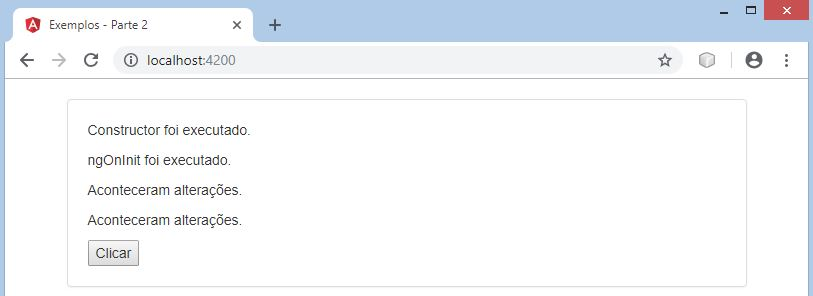 Exemplos - Parte 2
localhost:4200
Constructor foi executado.
ngOnInit foi executado.
Aconteceram alterações.
Aconteceram alterações.
Clicar